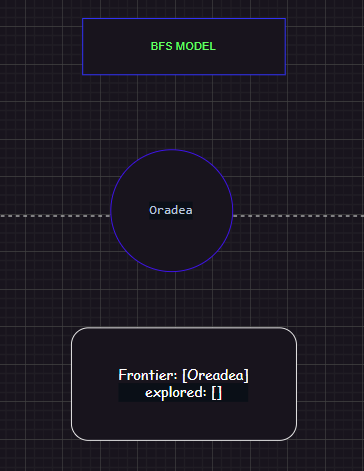 BFS MODEL
Oradea
Frontier: [Oreadea]
explored: []